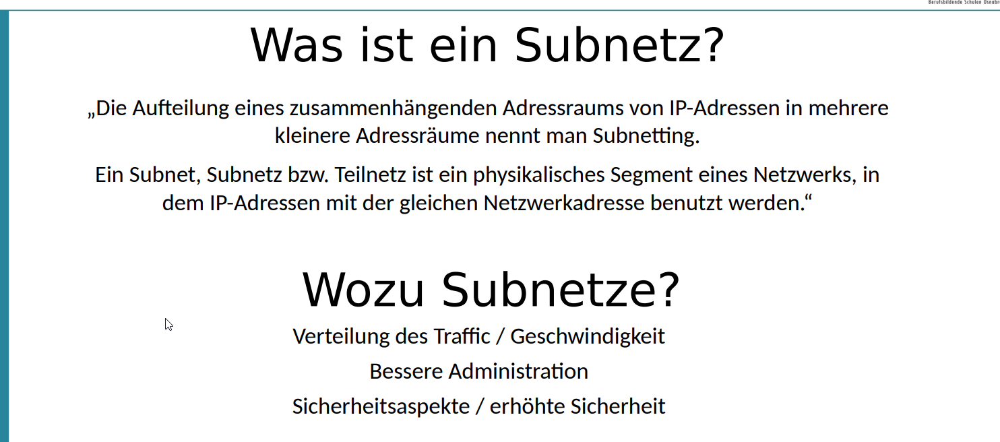 Berufsbildende Schulen
Was ist ein Subnetz?
„Die Aufteilung eines zusammenhängenden Adressraums von IP-Adressen in mehrere
kleinere Adressräume nennt man Subnetting.
Ein Subnet, Subnetz bzw. Teilnetz ist ein physikalisches Segment eines Netzwerks, in
dem IP-Adressen mit der gleichen Netzwerkadresse benutzt werden.“
Wozu Subnetze?
Verteilung des Traffic / Geschwindigkeit
Bessere Administration
Sicherheitsaspekte / erhöhte Sicherheit